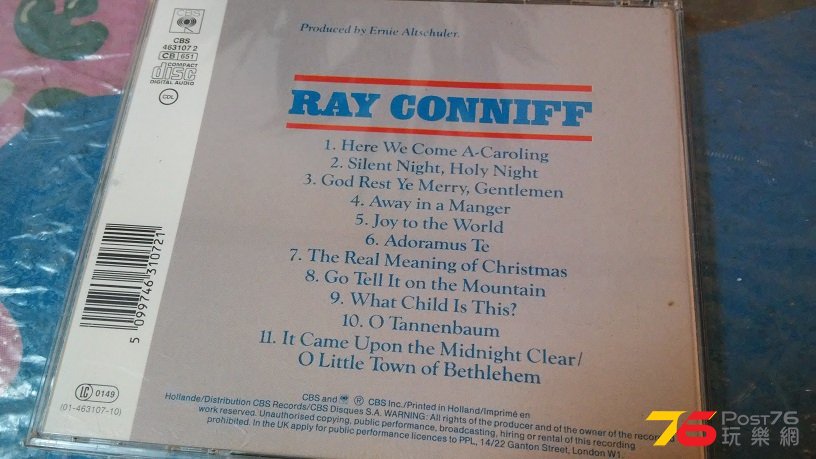 CBS
CBS
463107 2
CB 651
COMPACT
disc
DIGITAL AUDIO
CDL
Produced by Ernie Altschuler.
RAY CONNIFF
1. Here We Come A-Caroling
2. Silent Night, Holy Night
3. God Rest Ye Merry, Gentlemen
4. Away in a Manger
5. Joy to the World
6. Adoramus Te
7. The Real Meaning of Christmas
8. Go Tell It on the Mountain
9. What Child Is This?
10. O Tannenbaum
11. It Came Upon the Midnight Clear/
O Little Town of Bethlehem
5 099746 310721
LC 0149
(01-463107-10)
CBS and ℗ CBS Inc./Printed in Holland/Imprimé en
Hollande/Distribution CBS Records/CBS Disques S.A. WARNING: All rights of the producer and of the owner of the recorded
work reserved. Unauthorised copying, public performance, broadcasting, hiring or rental of this recording
prohibited. In the UK apply for public performance licences to PPL, 14/22 Ganton Street, London W1.
76 Post76
玩樂網